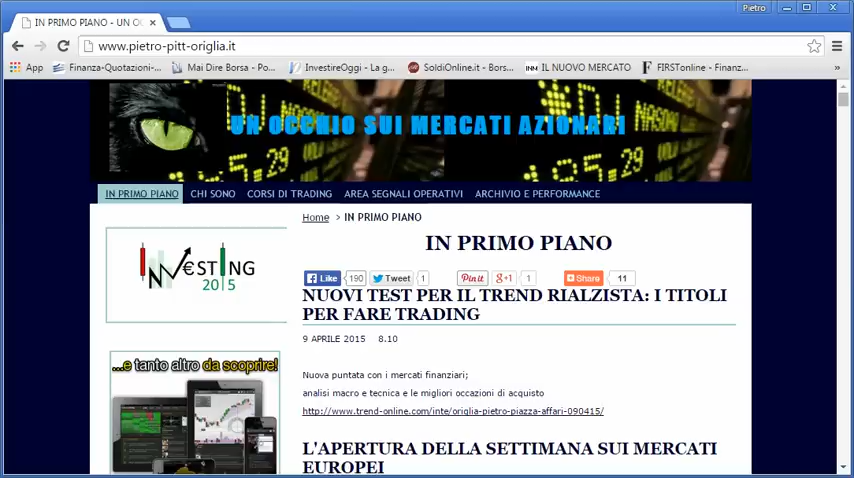 Pietro
IN PRIMO PIANO - UN OC
www.pietro-pitt-origlia.it
App
Finanza-Quotazioni-...
Mai Dire Borsa - Po...
InvestireOggi - La g...
SoldiOnline.it - Bors...
IL NUOVO MERCATO
FIRSTonline - Finanz...
»
UN OCCHIO SUI MERCATI AZIONARI
IN PRIMO PIANO
CHI SONO
CORSI DI TRADING
AREA SEGNALI OPERATIVI
ARCHIVIO E PERFORMANCE
Home > IN PRIMO PIANO
IN PRIMO PIANO
INV€STING
2015
Like 190
Tweet 1
Pin it
g+1 1
Share 11
NUOVI TEST PER IL TREND RIALZISTA: I TITOLI
PER FARE TRADING
9 APRILE 2015 8.10
...e tanto altro da scoprire!
Nuova puntata con i mercati finanziari;
analisi macro e tecnica e le migliori occazioni di acquisto
http://www.trend-online.com/inte/origlia-pietro-piazza-affari-090415/
L'APERTURA DELLA SETTIMANA SUI MERCATI
EUROPEI